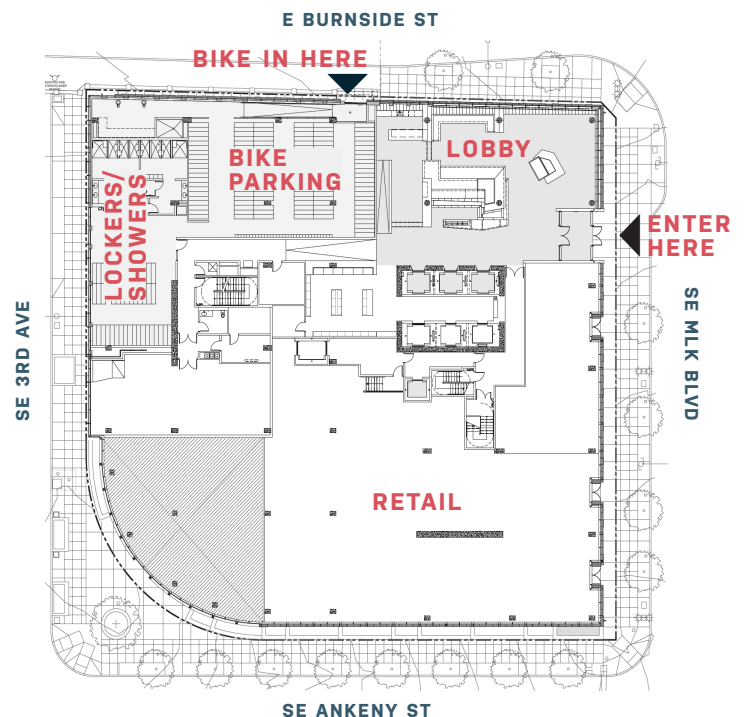 E BURNSIDE ST
BIKE IN HERE
BIKE
PARKING
LOBBY
LOCKERS/
SHOWERS
ENTER
HERE
SE 3RD AVE
SE MLK BLVD
RETAIL
SE ANKENY ST